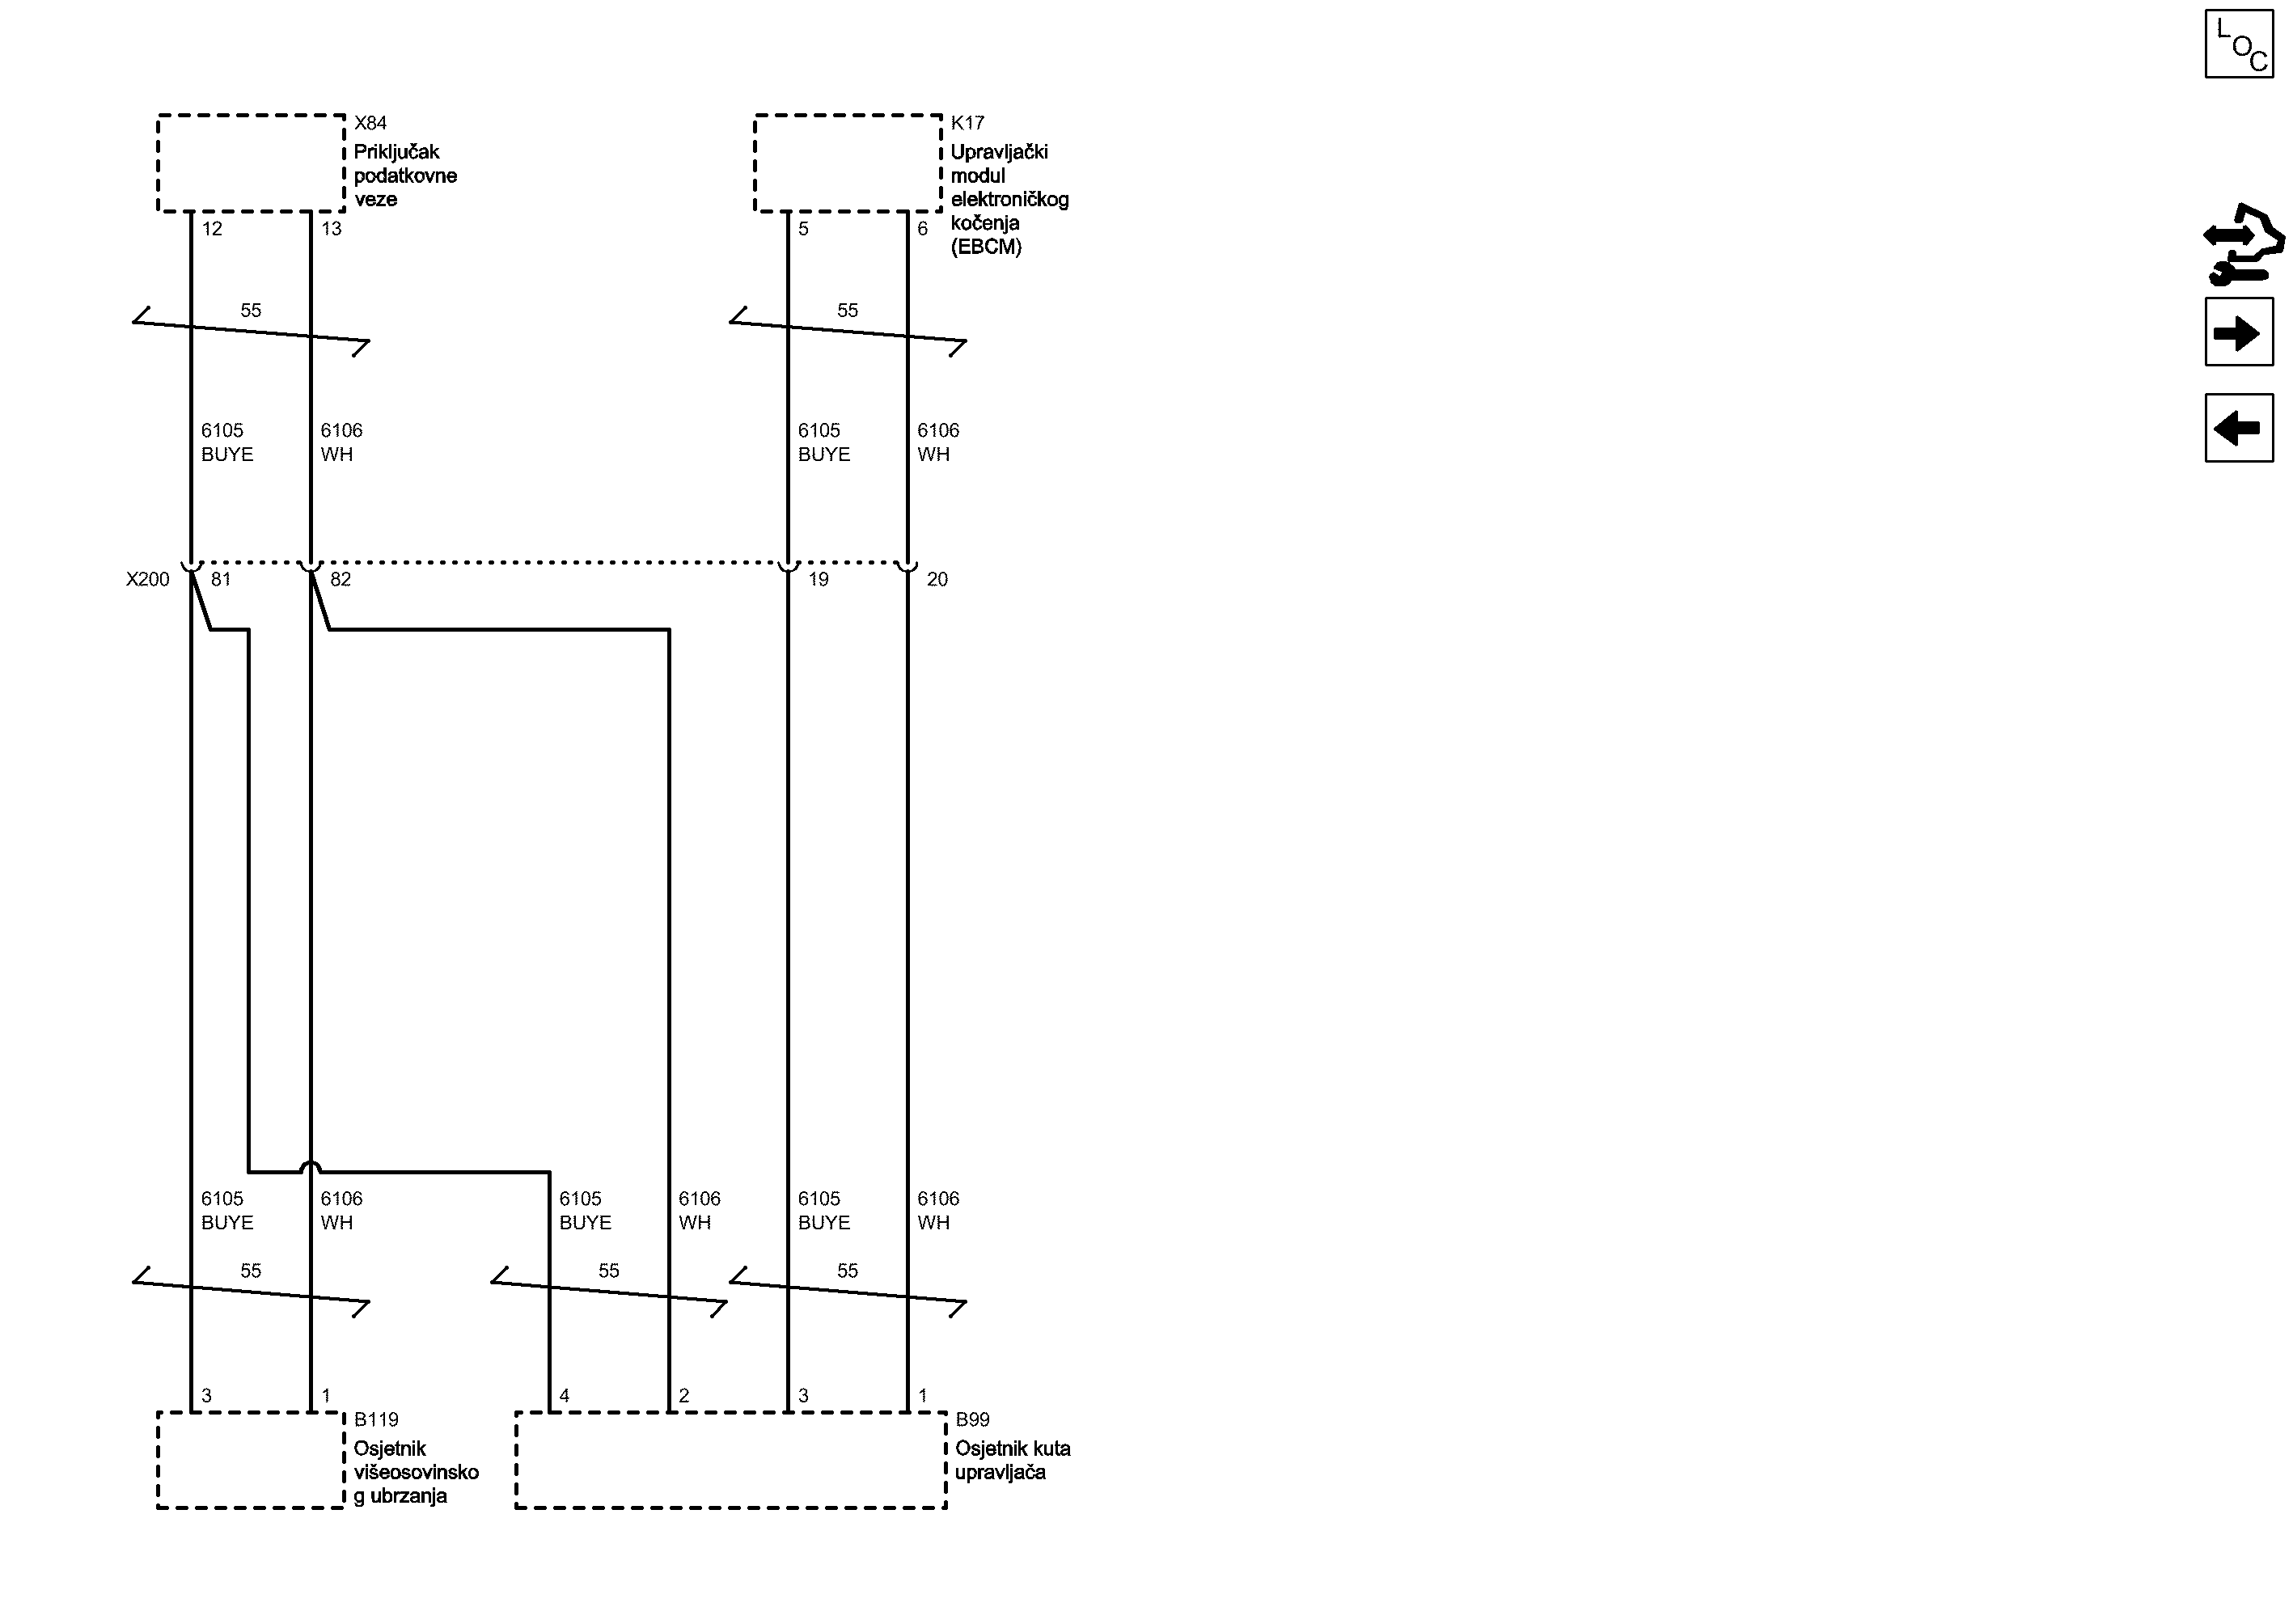 LOC
X84
Priključak
podatkovne
veze
K17
Upravljački
modul
elektroničkog
kočenja
(EBCM)
12
13
5
6
55
55
6105
BUYE
6106
WH
6105
BUYE
6106
WH
X200
81
82
19
20
6105
BUYE
6106
WH
6105
BUYE
6106
WH
6105
BUYE
6106
WH
55
55
55
3
1
4
2
3
1
B119
Osjetnik
višeosovinsko
g ubrzanja
B99
Osjetnik kuta
upravljača